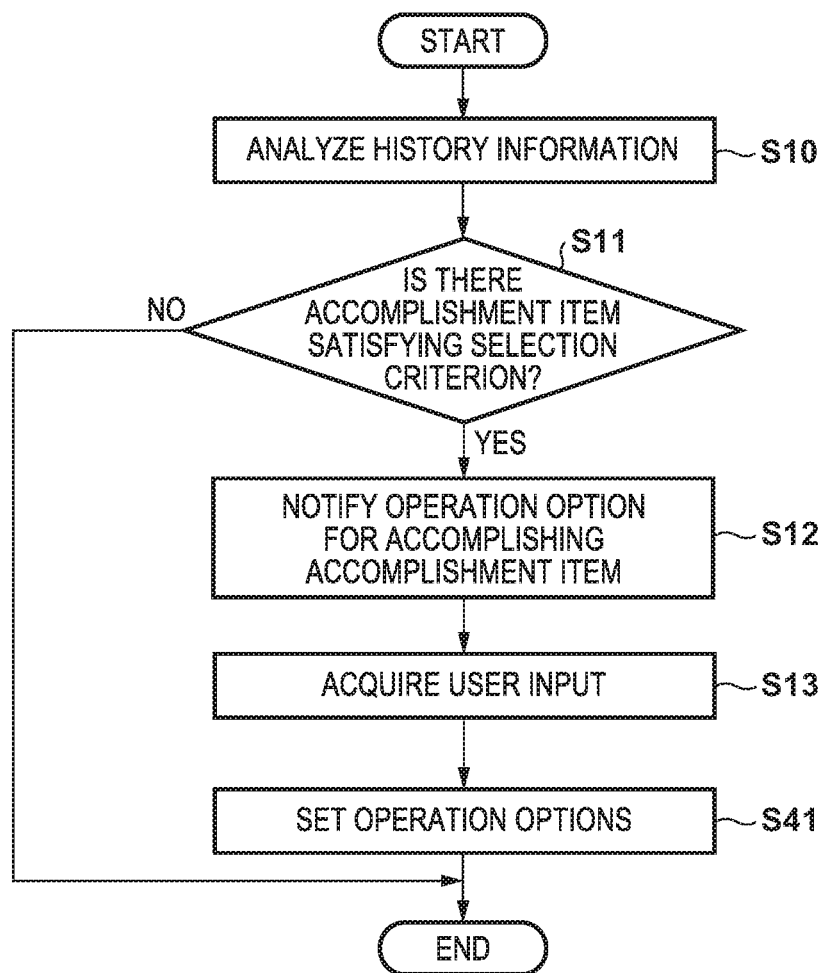 START
ANALYZE HISTORY INFORMATION
S10
S11
IS THERE
ACCOMPLISHMENT ITEM
SATISFYING SELECTION
CRITERION?
NO
YES
NOTIFY OPERATION OPTION
FOR ACCOMPLISHING
ACCOMPLISHMENT ITEM
S12
ACQUIRE USER INPUT
S13
SET OPERATION OPTIONS
S41
END